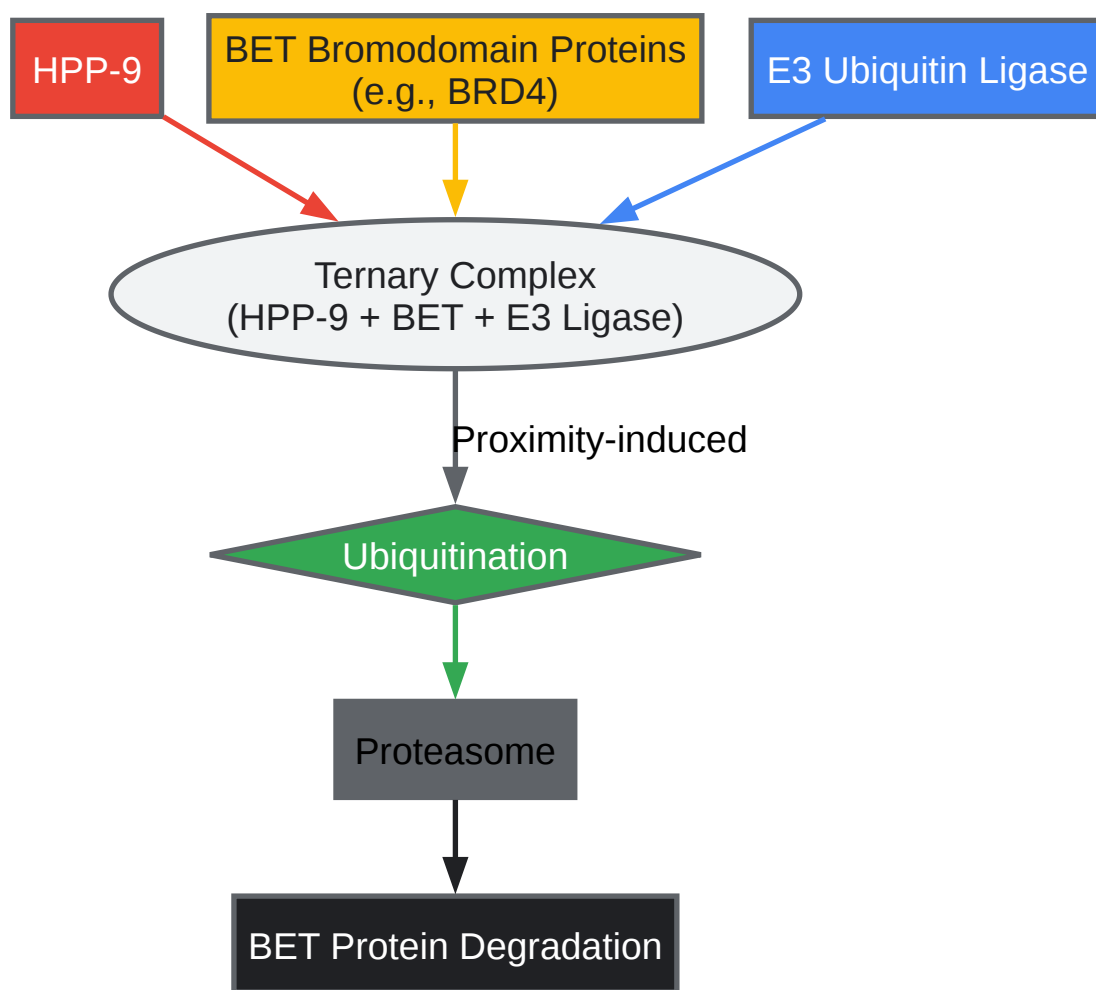 HPP-9
BET Bromodomain Proteins
(e.g., BRD4)
E3 Ubiquitin Ligase
Ternary Complex
(HPP-9 + BET + E3 Ligase)
Proximity-induced
Ubiquitination
Proteasome
BET Protein Degradation